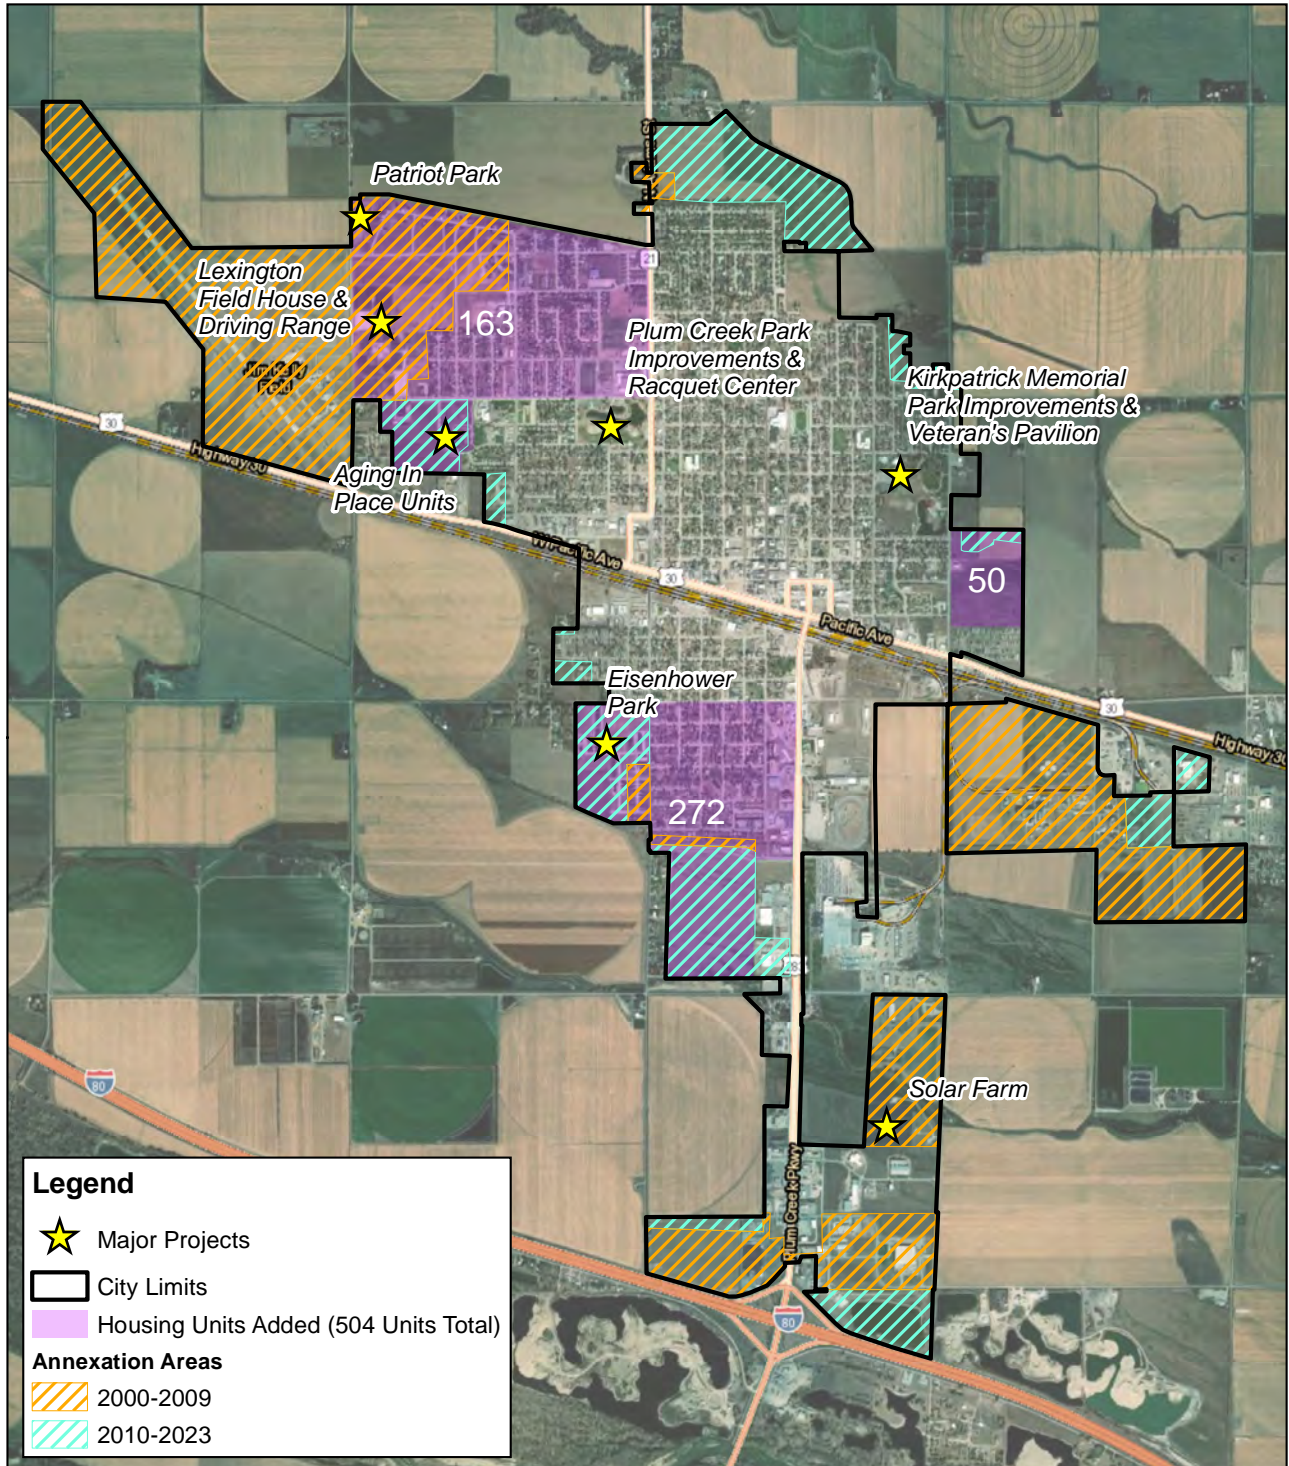 Patriot Park
21
Lexington
Field House &
Driving Range
163
Plum Creek Park
Improvements &
Racquet Center
Kirkpatrick Memorial
Park Improvements &
Veteran's Pavilion
Jim Kelly
Field
30
Highway 30
Aging In
Place Units
W Pacific Ave
30
50
Pacific Ave
Eisenhower
Park
30
Highway 30
272
Solar Farm
80
Plum Creek Pkwy
80
Legend
Major Projects
City Limits
Housing Units Added (504 Units Total)
Annexation Areas
2000-2009
2010-2023